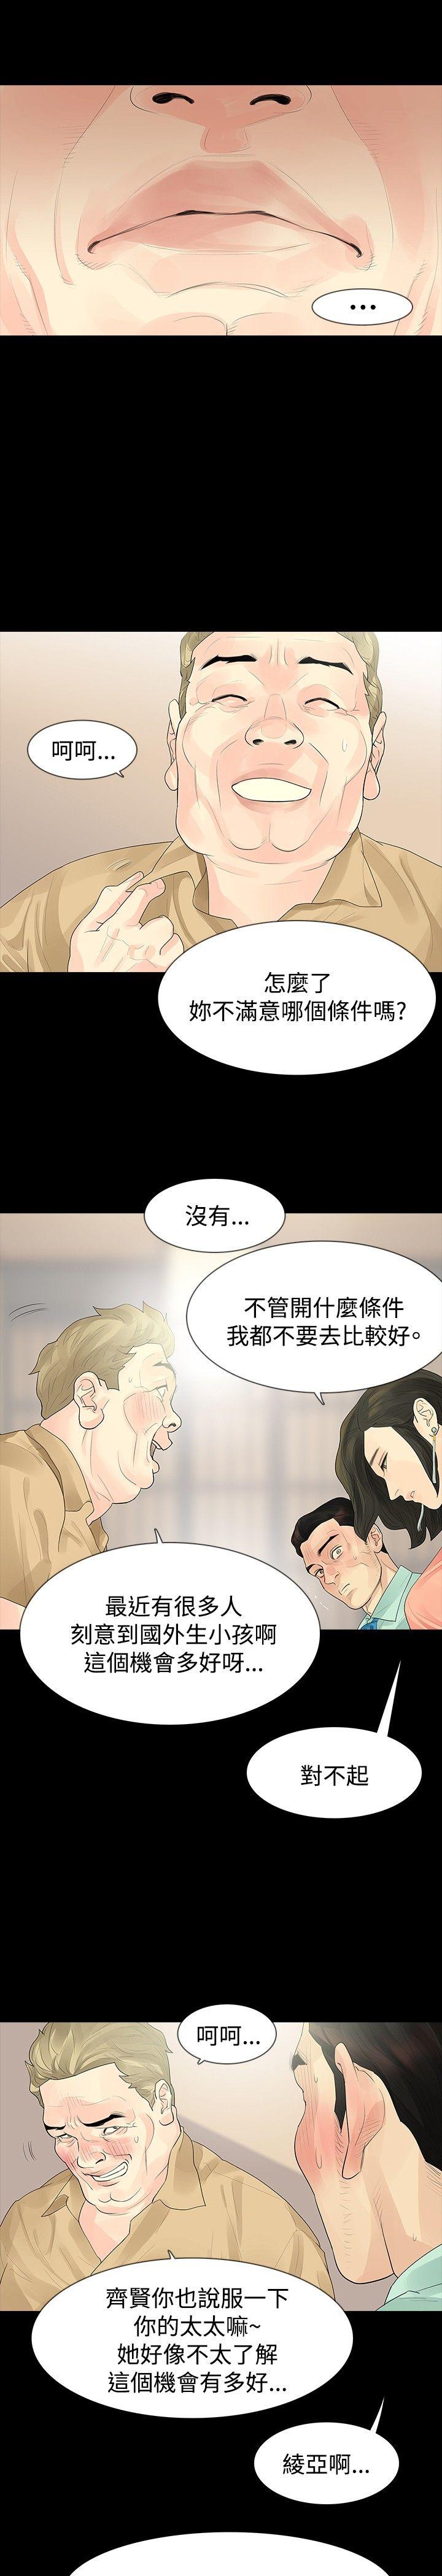 ...
呵呵...
怎麼了
妳不滿意哪個條件嗎?
沒有...
不管開什麼條件
我都不要去比較好。
最近有很多人
刻意到國外生小孩啊
這個機會多好呀...
對不起
呵呵...
齊賢你也說服一下
你的太太嘛~
她好像不太了解
這個機會有多好...
綾亞啊...